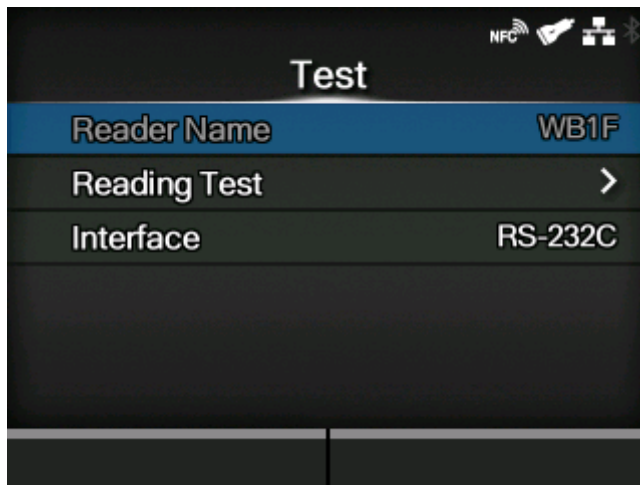 NFC
Test
Reader Name WB1F
Reading Test >
Interface RS-232C